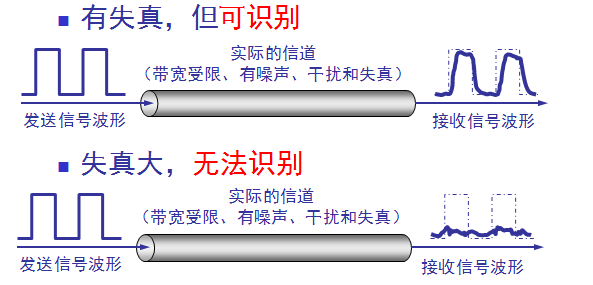 有失真，但可识别
实际的信道
（带宽受限、有噪声、干扰和失真）
发送信号波形
接收信号波形
失真大，无法识别
实际的信道
（带宽受限、有噪声、干扰和失真）
发送信号波形
接收信号波形